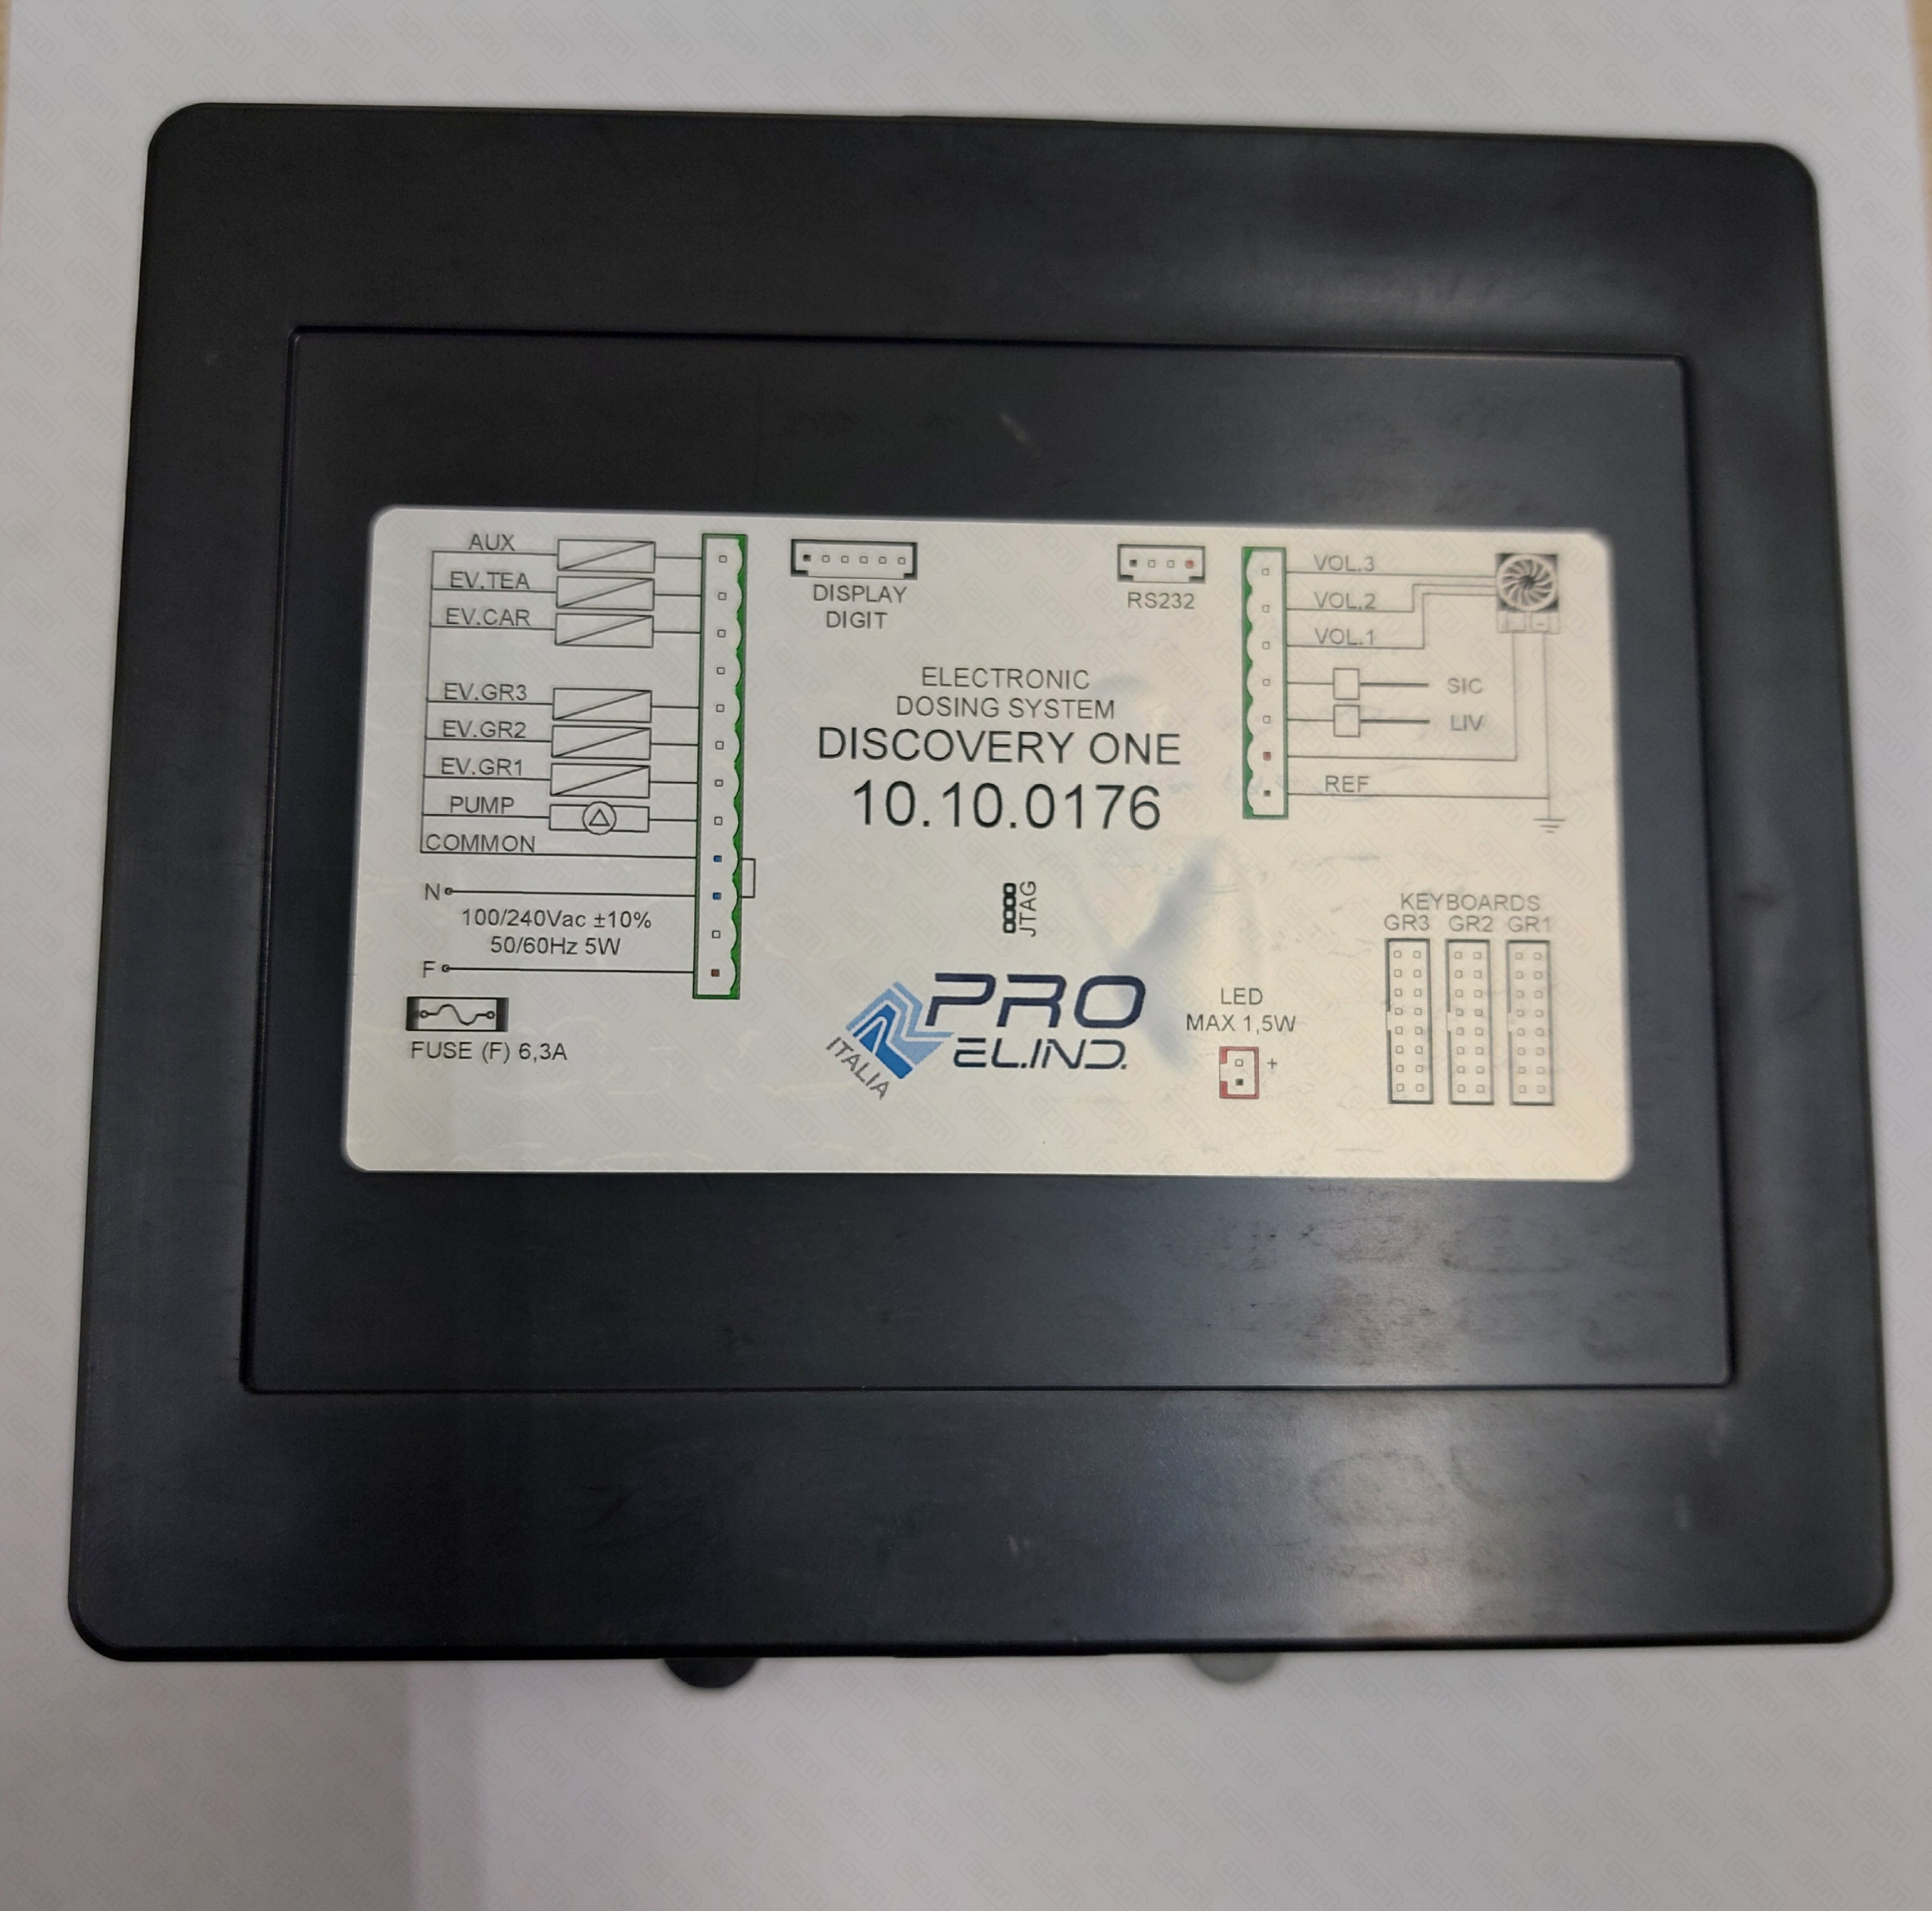 AUX
EV.TEA
EV.CAR
EV.GR3
EV.GR2
EV.GR1
PUMP
COMMON
N
100/240Vac ±10%
50/60Hz 5W
F
FUSE (F) 6,3A
DISPLAY
DIGIT
RS232
ELECTRONIC
DOSING SYSTEM
DISCOVERY ONE
10.10.0176
JTAG
PRO
EL.IND.
ITALIA
VOL.3
VOL.2
VOL.1
SIC
LIV
REF
LED
MAX 1,5W
+
KEYBOARDS
GR3 GR2 GR1